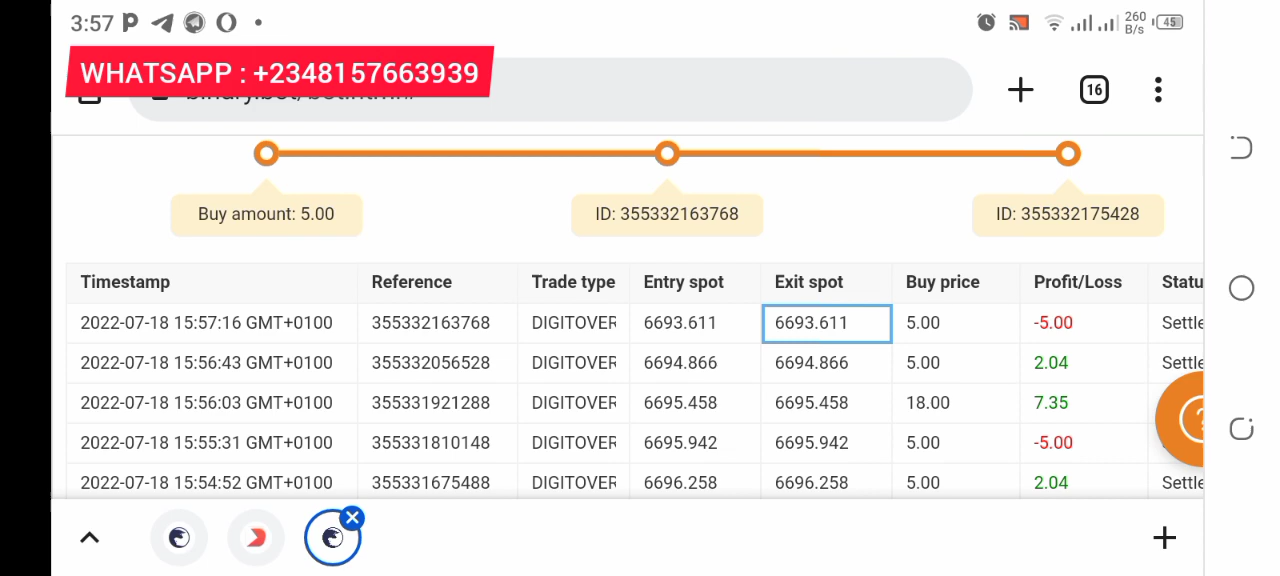 3:57
260 B/s 45
WHATSAPP : +2348157663939
16
Buy amount: 5.00 ID: 355332163768 ID: 355332175428
Timestamp Reference Trade type Entry spot Exit spot Buy price Profit/Loss Statu
2022-07-18 15:57:16 GMT+0100 355332163768 DIGITOVER 6693.611 6693.611 5.00 -5.00 Settle
2022-07-18 15:56:43 GMT+0100 355332056528 DIGITOVER 6694.866 6694.866 5.00 2.04 Settle
2022-07-18 15:56:03 GMT+0100 355331921288 DIGITOVER 6695.458 6695.458 18.00 7.35
2022-07-18 15:55:31 GMT+0100 355331810148 DIGITOVER 6695.942 6695.942 5.00 -5.00
2022-07-18 15:54:52 GMT+0100 355331675488 DIGITOVER 6696.258 6696.258 5.00 2.04 Settle